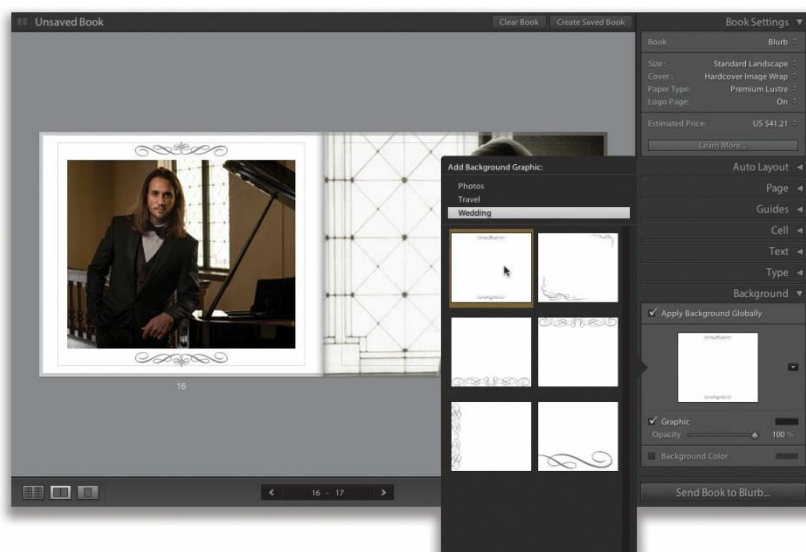 Unsaved Book
Clear Book
Create Saved Book
Book Settings
Book : Blurb
Size : Standard Landscape
Cover : Hardcover Image Wrap
Paper Type: Premium Lustre
Logo Page: On
Estimated Price: US $41.21
Learn More...
Auto Layout
Page
Guides
Cell
Text
Type
Background
Apply Background Globally
Graphic
Opacity 100 %
Background Color
Send Book to Blurb...
Add Background Graphic:
Photos
Travel
Wedding
16
16 - 17